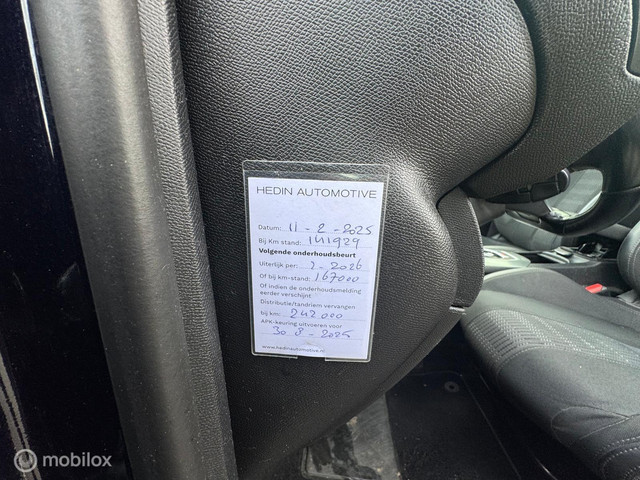 HEDIN AUTOMOTIVE
Datum: 11 - 2 - 2025
Bij Km stand: 141929
Volgende onderhoudsbeurt
Uiterlijk per: 2 - 2026
Of bij km-stand: 167000
Of indien de onderhoudsmelding
eerder verschijnt
Distributie/tandriem vervangen
bij km: 242.000
APK-keuring uitvoeren voor
30 8 - 2025
www.hedinautomotive.nl
mobilox